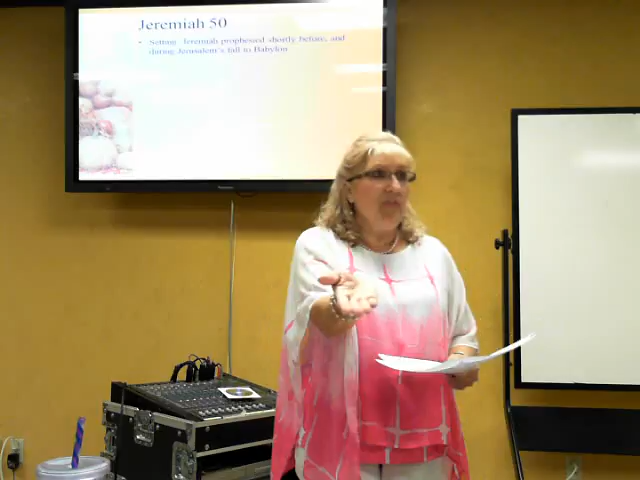 Jeremiah 50
• Setting: Jeremiah prophesied shortly before, and
during Jerusalem's fall to Babylon